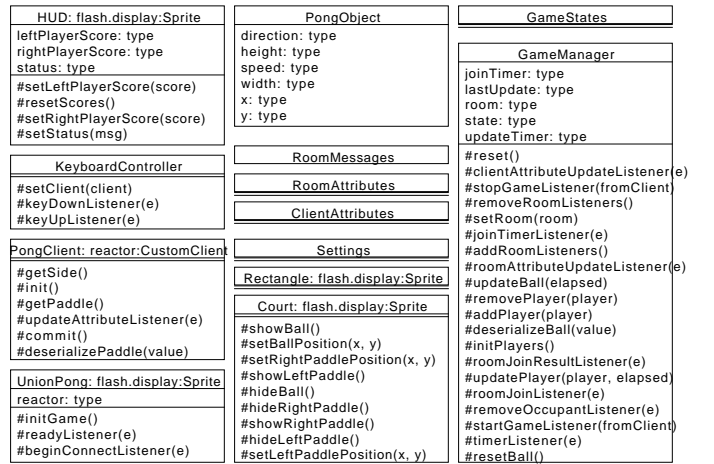 HUD: flash.display:Sprite
leftPlayerScore: type
rightPlayerScore: type
status: type
#setLeftPlayerScore(score)
#resetScores()
#setRightPlayerScore(score)
#setStatus(msg)
KeyboardController
#setClient(client)
#keyDownListener(e)
#keyUpListener(e)
PongClient: reactor:CustomClient
#getSide()
#init()
#getPaddle()
#updateAttributeListener(e)
#commit()
#deserializePaddle(value)
UnionPong: flash.display:Sprite
reactor: type
#initGame()
#readyListener(e)
#beginConnectListener(e)
PongObject
direction: type
height: type
speed: type
width: type
x: type
y: type
RoomMessages
RoomAttributes
ClientAttributes
Settings
Rectangle: flash.display:Sprite
Court: flash.display:Sprite
#showBall()
#setBallPosition(x, y)
#setRightPaddlePosition(x, y)
#showLeftPaddle()
#hideBall()
#hideRightPaddle()
#showRightPaddle()
#hideLeftPaddle()
#setLeftPaddlePosition(x, y)
GameStates
GameManager
joinTimer: type
lastUpdate: type
room: type
state: type
updateTimer: type
#reset()
#clientAttributeUpdateListener(e)
#stopGameListener(fromClient)
#removeRoomListeners()
#setRoom(room)
#joinTimerListener(e)
#addRoomListeners()
#roomAttributeUpdateListener(e)
#updateBall(elapsed)
#removePlayer(player)
#addPlayer(player)
#deserializeBall(value)
#initPlayers()
#roomJoinResultListener(e)
#updatePlayer(player, elapsed)
#roomJoinListener(e)
#removeOccupantListener(e)
#startGameListener(fromClient)
#timerListener(e)
#resetBall()